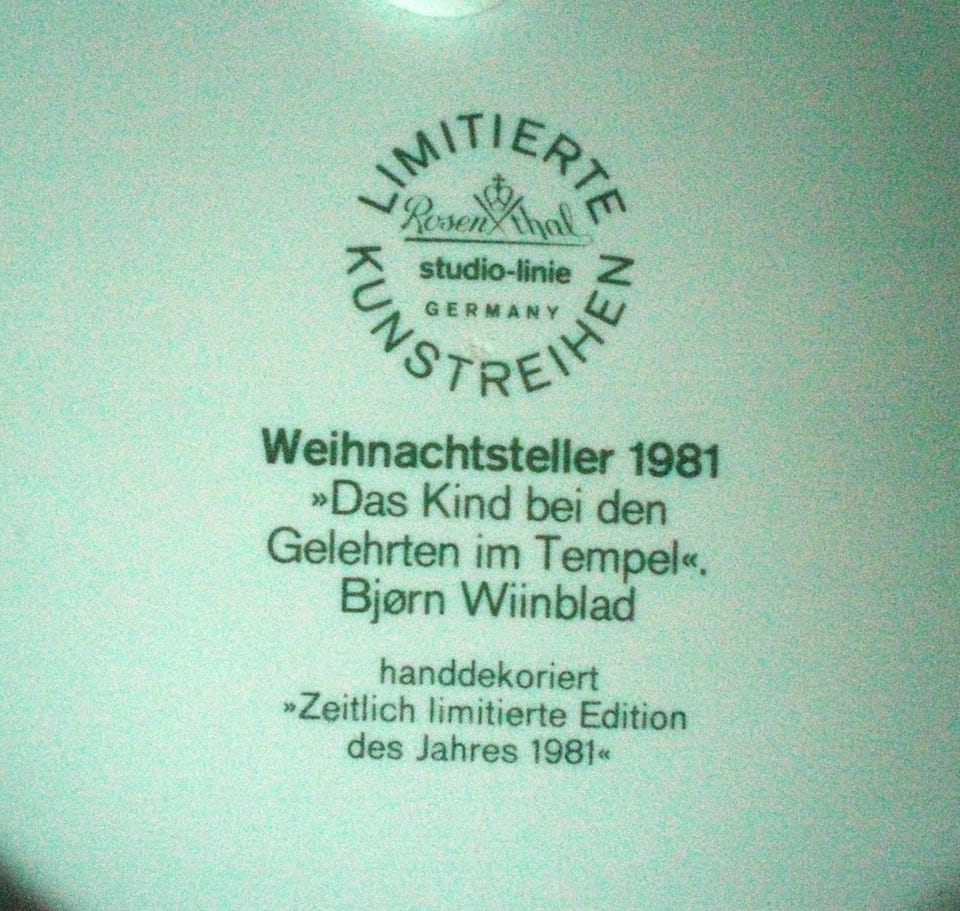 LIMITIERTE
Rosenthal
studio-linie
GERMANY
KUNSTREIHEN
Weihnachtsteller 1981
»Das Kind bei den
Gelehrten im Tempel«.
Bjørn Wiinblad
handdekoriert
»Zeitlich limitierte Edition
des Jahres 1981«